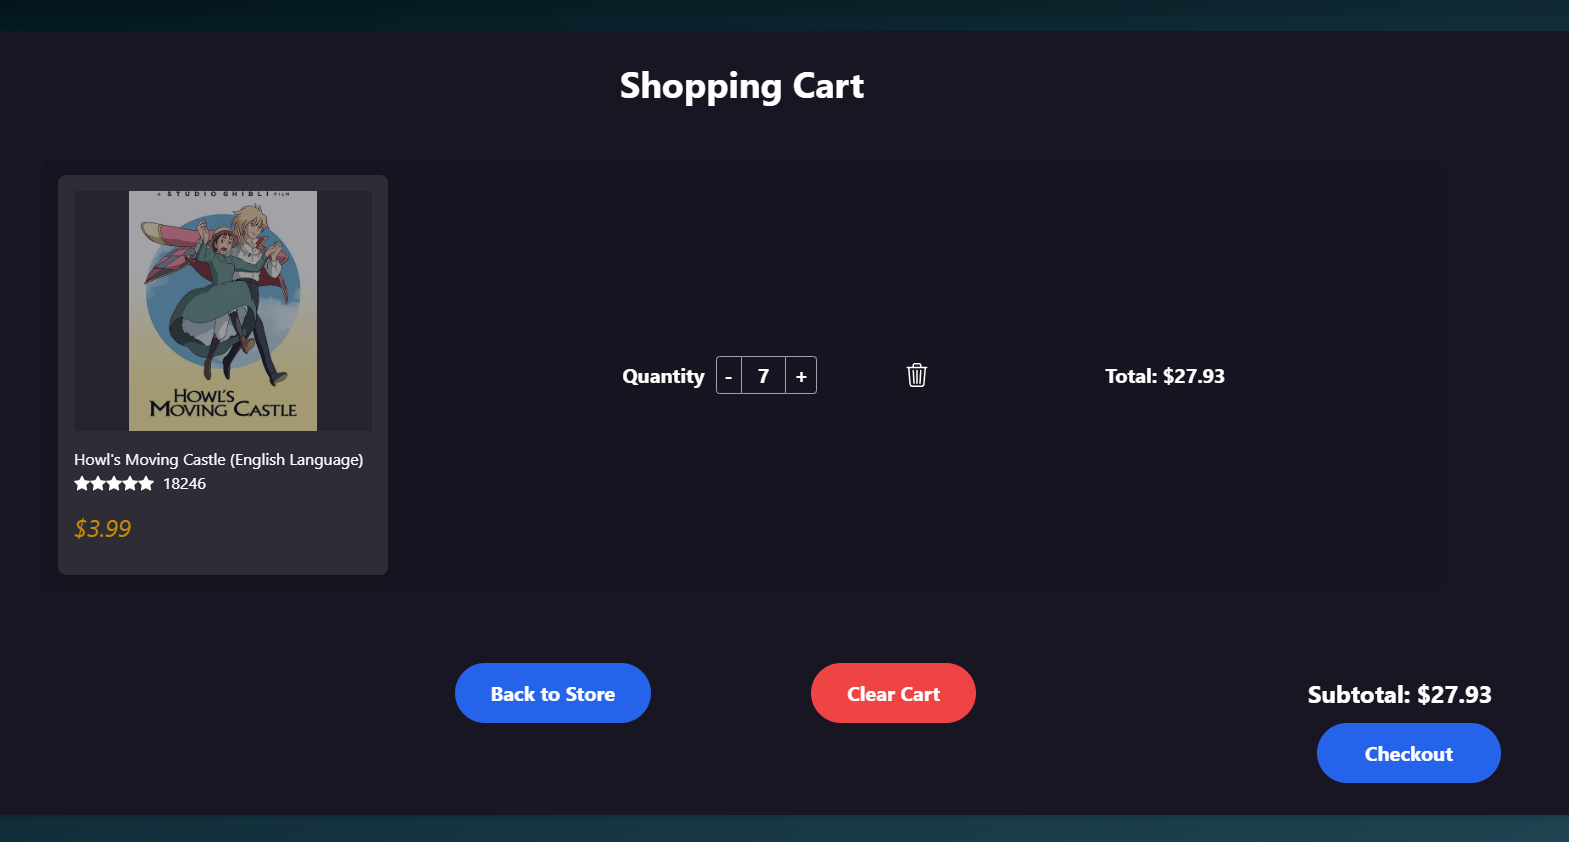 Shopping Cart
A STUDIO GHIBLI FILM
HOWL'S
MOVING CASTLE
Howl's Moving Castle (English Language)
18246
$3.99
Quantity - 7 +
Total: $27.93
Back to Store
Clear Cart
Subtotal: $27.93
Checkout